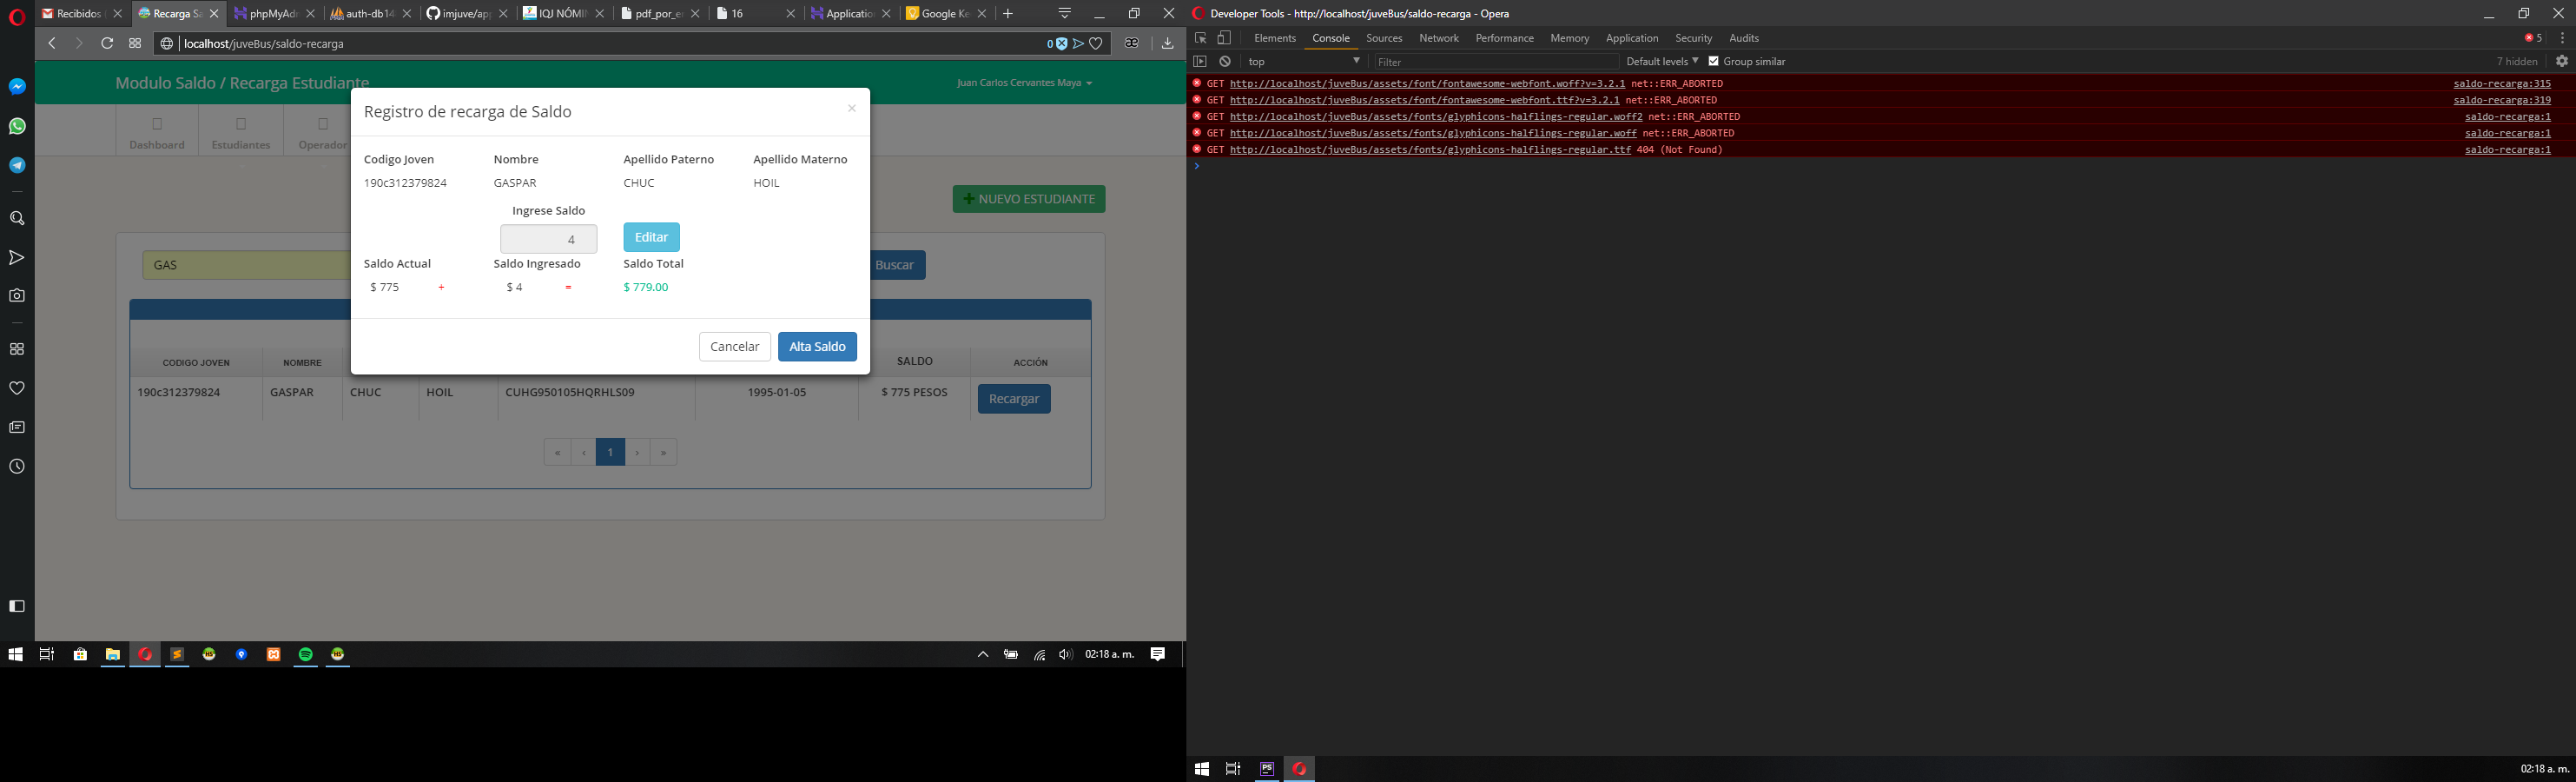 Recibidos
Recarga Sa
phpMyAdr
auth-db14
imjuve/app
IQJ NÓMIN
pdf_por_e
16
Application
Google Ke
localhost/juveBus/saldo-recarga
0
Modulo Saldo / Recarga Estudiante
Juan Carlos Cervantes Maya
Dashboard
Estudiantes
Operador
NUEVO ESTUDIANTE
GAS
Buscar
Registro de recarga de Saldo
×
Codigo Joven Nombre Apellido Paterno Apellido Materno
190c312379824 GASPAR CHUC HOIL
Ingrese Saldo
4 Editar
Saldo Actual Saldo Ingresado Saldo Total
$ 775 + $ 4 = $ 779.00
Cancelar Alta Saldo
CODIGO JOVEN NOMBRE SALDO ACCIÓN
190c312379824 GASPAR CHUC HOIL CUHG950105HQRHLS09 1995-01-05 $ 775 PESOS Recargar
« ‹ 1 › »
02:18 a. m.
Developer Tools - http://localhost/juveBus/saldo-recarga - Opera
Elements Console Sources Network Performance Memory Application Security Audits 5
top Filter Default levels Group similar 7 hidden
GET http://localhost/juveBus/assets/font/fontawesome-webfont.woff?v=3.2.1 net::ERR_ABORTED saldo-recarga:315
GET http://localhost/juveBus/assets/font/fontawesome-webfont.ttf?v=3.2.1 net::ERR_ABORTED saldo-recarga:319
GET http://localhost/juveBus/assets/fonts/glyphicons-halflings-regular.woff2 net::ERR_ABORTED saldo-recarga:1
GET http://localhost/juveBus/assets/fonts/glyphicons-halflings-regular.woff net::ERR_ABORTED saldo-recarga:1
GET http://localhost/juveBus/assets/fonts/glyphicons-halflings-regular.ttf 404 (Not Found) saldo-recarga:1
PS
02:18 a. m.